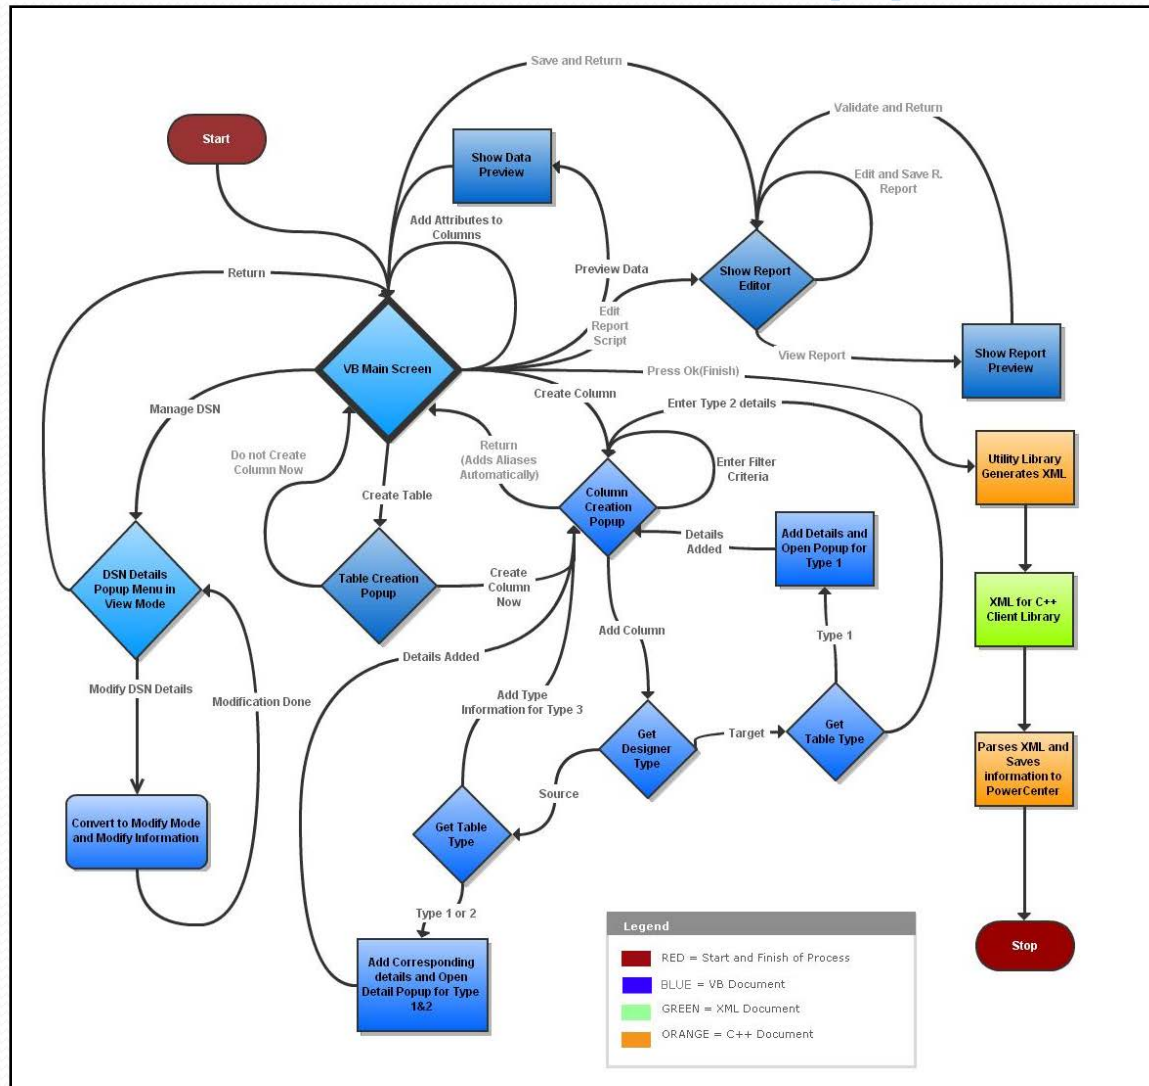 Save and Return
Validate and Return
Start
Show Data
Preview
Edit and Save R.
Report
Add Attributes to
Columns
Return
Preview Data
Show Report
Editor
Edit
Report
Script
View Report
Show Report
Preview
VB Main Screen
Press Ok(Finish)
Create Column
Manage DSN
Enter Type 2 details
Do not Create
Column Now
Return
(Adds Aliases
Automatically)
Enter Filter
Criteria
Utility Library
Generates XML
Create Table
Column
Creation
Popup
Details
Added
Add Details and
Open Popup for
Type 1
DSN Details
Popup Menu in
View Mode
Table Creation
Popup
Create
Column
Now
XML for C++
Client Library
Add Column
Type 1
Details Added
Modify DSN Details
Modification Done
Add Type
Information for Type 3
Get
Designer
Type
Target
Get
Table Type
Parses XML and
Saves
information to
PowerCenter
Source
Convert to Modify Mode
and Modify Information
Get Table
Type
Type 1 or 2
Add Corresponding
details and Open
Detail Popup for Type
1&2
Stop
Legend
RED = Start and Finish of Process
BLUE = VB Document
GREEN = XML Document
ORANGE = C++ Document